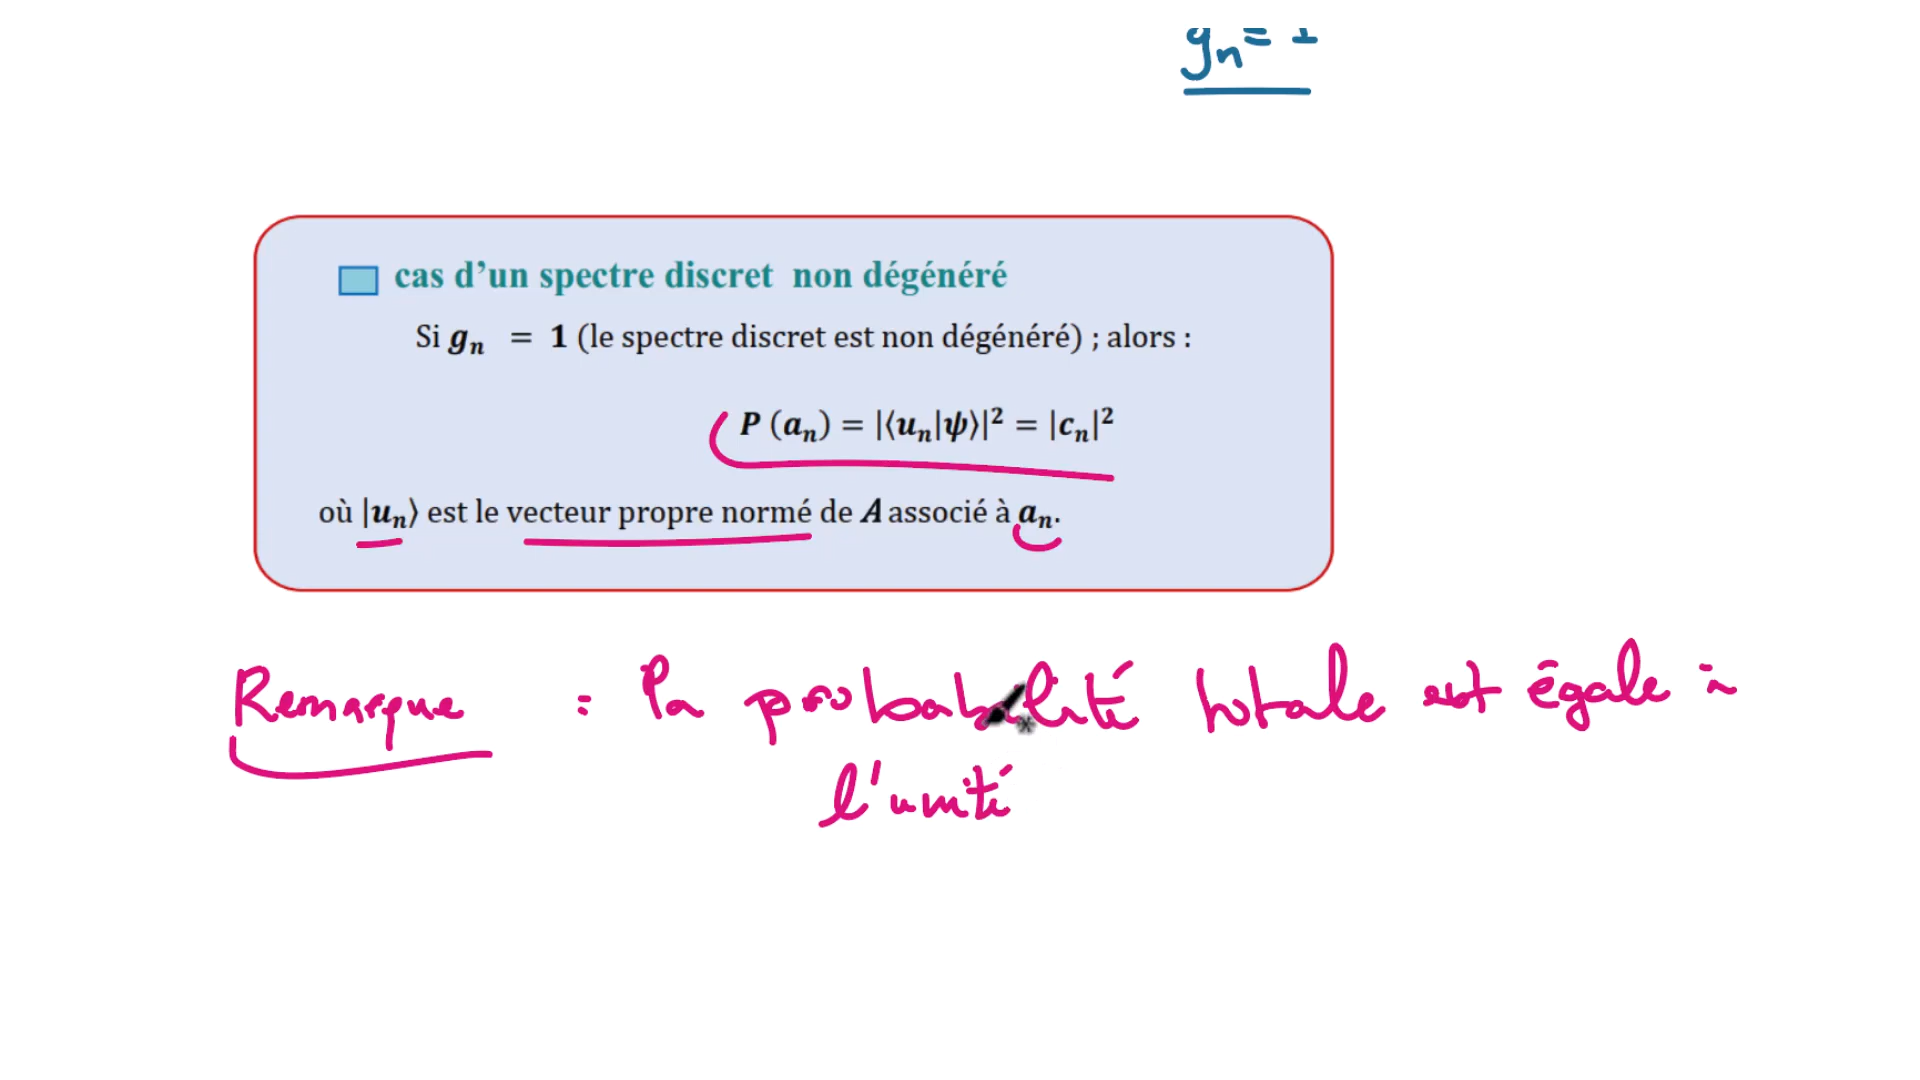 gn = 1
cas d'un spectre discret non dégénéré
Si gₙ = 1 (le spectre discret est non dégénéré) ; alors :
P (aₙ) = |⟨uₙ|ψ⟩|² = |cₙ|²
où |uₙ⟩ est le vecteur propre normé de A associé à aₙ.
Remarque : la probabilité totale est égale à
l'unité